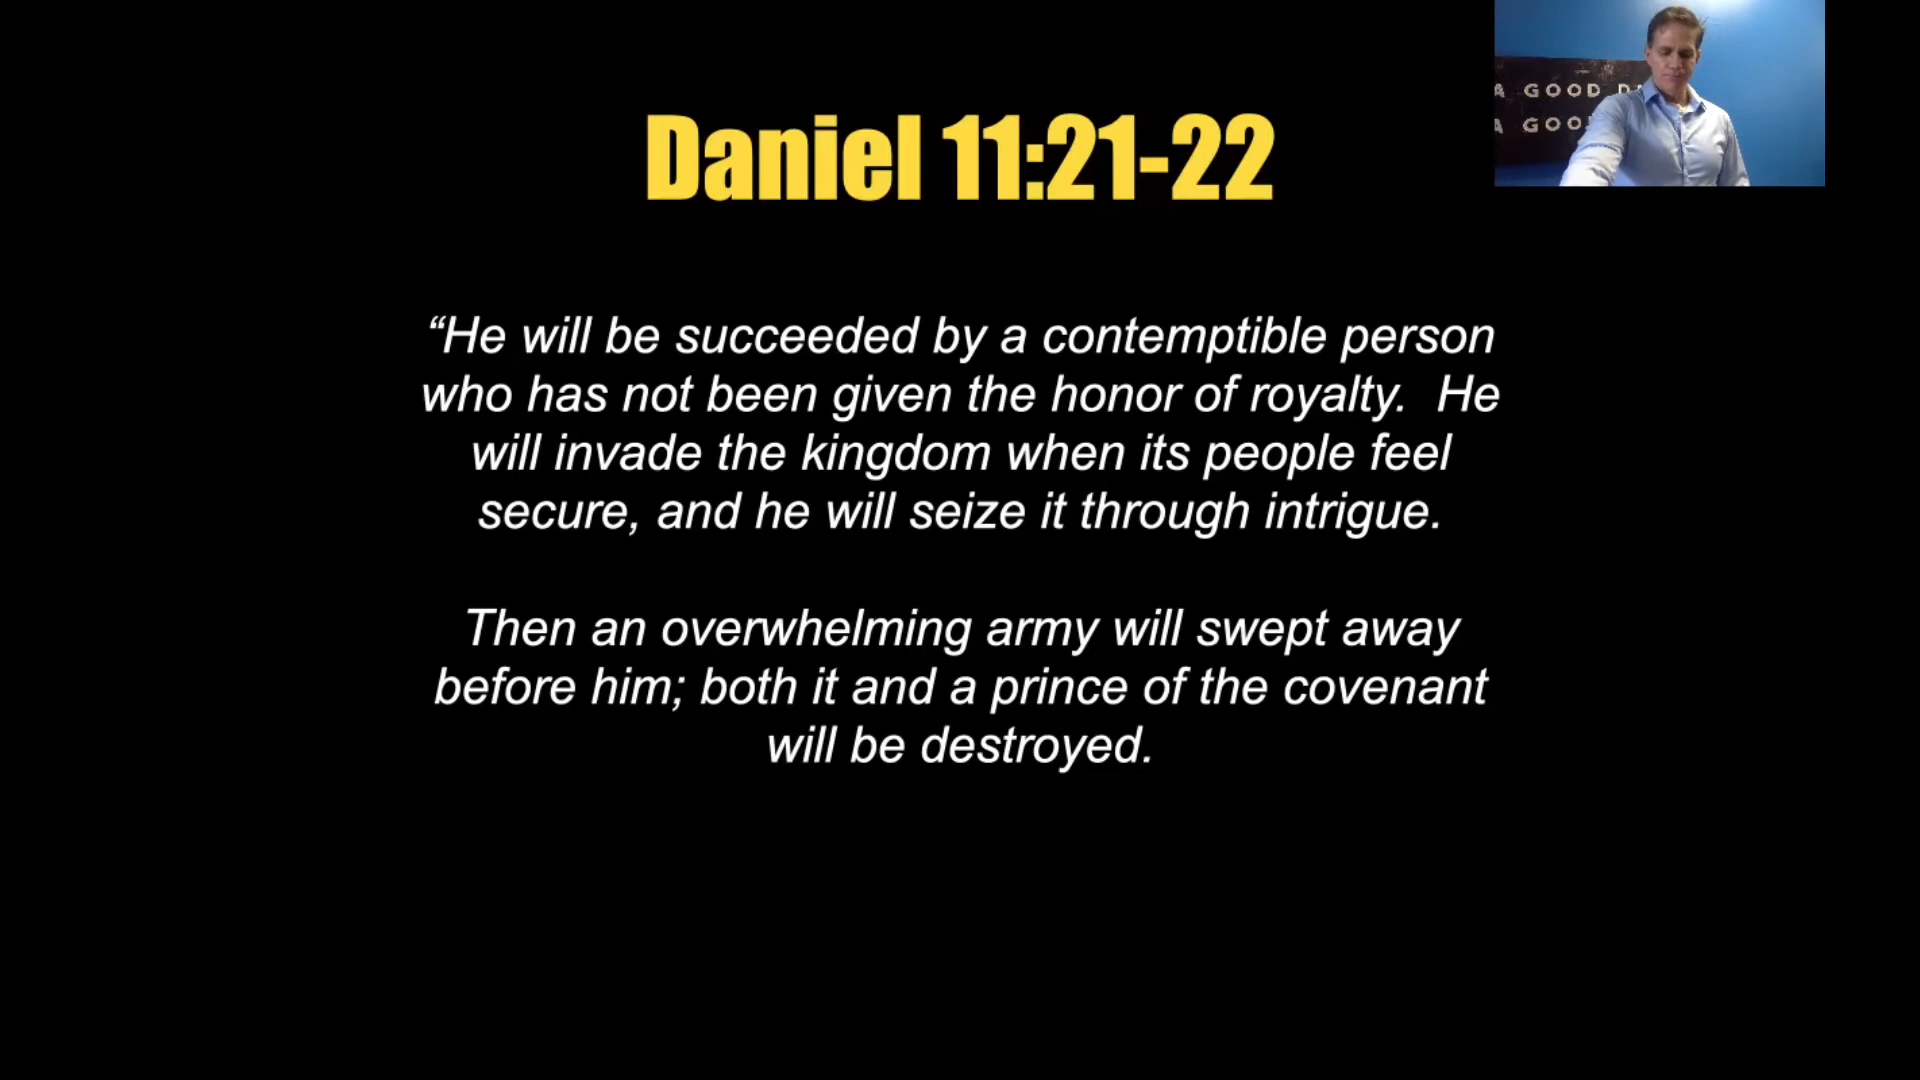 Daniel 11:21-22
A GOOD
A GOO
“He will be succeeded by a contemptible person
who has not been given the honor of royalty.  He
will invade the kingdom when its people feel
secure, and he will seize it through intrigue.
Then an overwhelming army will swept away
before him; both it and a prince of the covenant
will be destroyed.